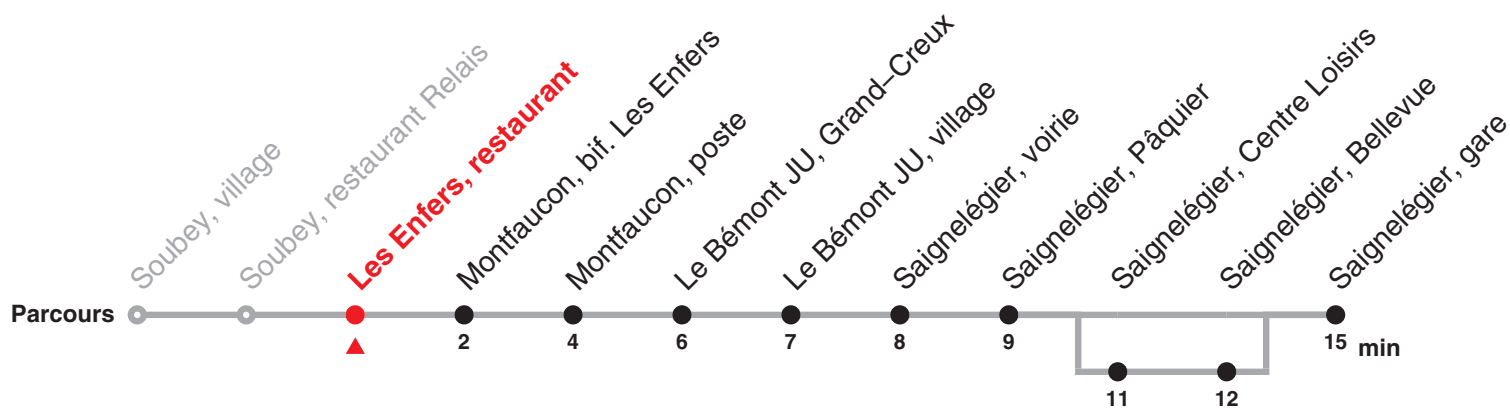 Soubey, village
Soubey, restaurant Relais
Les Enfers, restaurant
Montfaucon, bif. Les Enfers
Montfaucon, poste
Le Bémont JU, Grand–Creux
Le Bémont JU, village
Saignelégier, voirie
Saignelégier, Pâquier
Saignelégier, Centre Loisirs
Saignelégier, Bellevue
Saignelégier, gare
Parcours
2 4 6 7 8 9 15 min
11 12